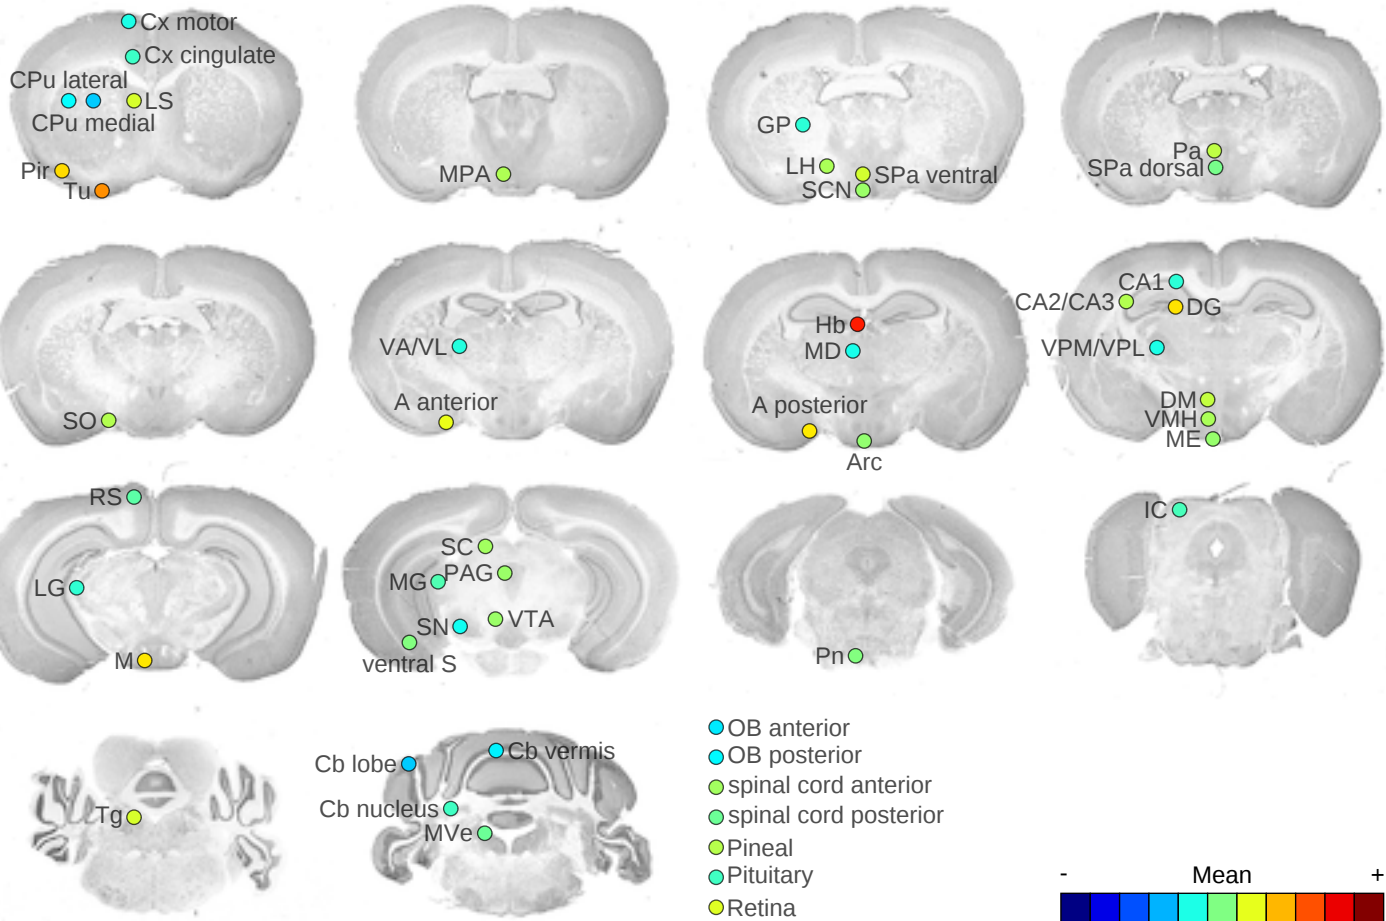 Cx motor
Cx cingulate
CPu lateral
LS
CPu medial
Pir
Tu
MPA
GP
LH
SPa ventral
SCN
Pa
SPa dorsal
SO
VA/VL
A anterior
Hb
MD
A posterior
Arc
CA1
CA2/CA3
DG
VPM/VPL
DM
VMH
ME
RS
LG
M
SC
MG
PAG
SN
VTA
ventral S
Pn
IC
Tg
Cb lobe
Cb vermis
Cb nucleus
MVe
OB anterior
OB posterior
spinal cord anterior
spinal cord posterior
Pineal
Pituitary
Retina
- Mean +